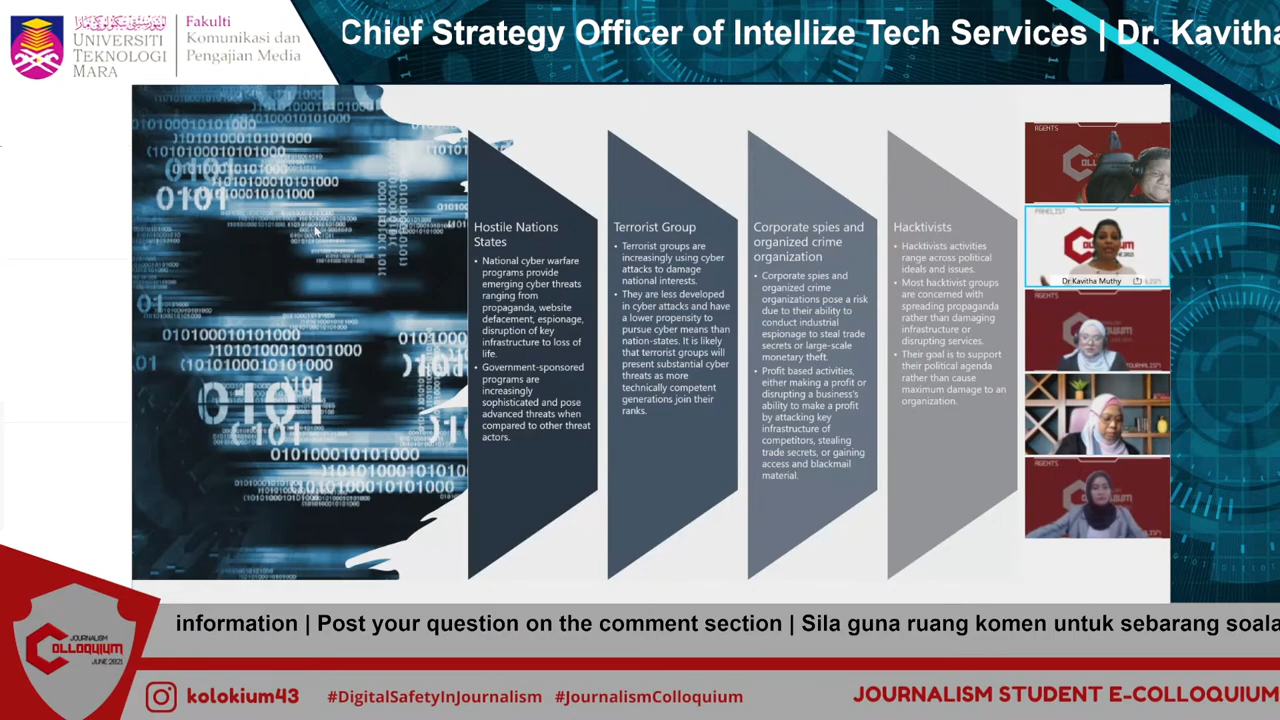 UNIVERSITI
TEKNOLOGI
MARA
Fakulti
Komunikasi dan
Pengajian Media
Chief Strategy Officer of Intellize Tech Services | Dr. Kavitha
Hostile Nations
States
• National cyber warfare
programs provide
emerging cyber threats
ranging from
propaganda, website
defacement, espionage,
disruption of key
infrastructure to loss of
life.
• Government-sponsored
programs are
increasingly
sophisticated and pose
advanced threats when
compared to other threat
actors.
Terrorist Group
• Terrorist groups are
increasingly using cyber
attacks to damage
national interests.
• They are less developed
in cyber attacks and have
a lower propensity to
pursue cyber means than
nation-states. It is likely
that terrorist groups will
present substantial cyber
threats as more
technically competent
generations join their
ranks.
Corporate spies and
organized crime
organization
• Corporate spies and
organized crime
organizations pose a risk
due to their ability to
conduct industrial
espionage to steal trade
secrets or large-scale
monetary theft.
• Profit based activities,
either making a profit or
disrupting a business's
ability to make a profit
by attacking key
infrastructure of
competitors, stealing
trade secrets, or gaining
access and blackmail
material.
Hacktivists
• Hacktivists activities
range across political
ideals and issues.
• Most hacktivist groups
are concerned with
spreading propaganda
rather than damaging
infrastructure or
disrupting services.
• Their goal is to support
their political agenda
rather than cause
maximum damage to an
organization.
AGENTS
PANELIST
Dr Kavitha Muthy
AGENTS
AGENTS
information | Post your question on the comment section | Sila guna ruang komen untuk sebarang soala
JOURNALISM
COLLOQUIUM
JUNE 2021
kolokium43
#DigitalSafetyInJournalism #JournalismColloquium
JOURNALISM STUDENT E-COLLOQUIUM